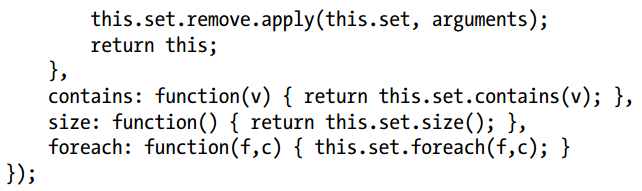 this.set.remove.apply(this.set, arguments);
        return this;
    },
    contains: function(v) { return this.set.contains(v); },
    size: function() { return this.set.size(); },
    foreach: function(f,c) { this.set.foreach(f,c); }
});